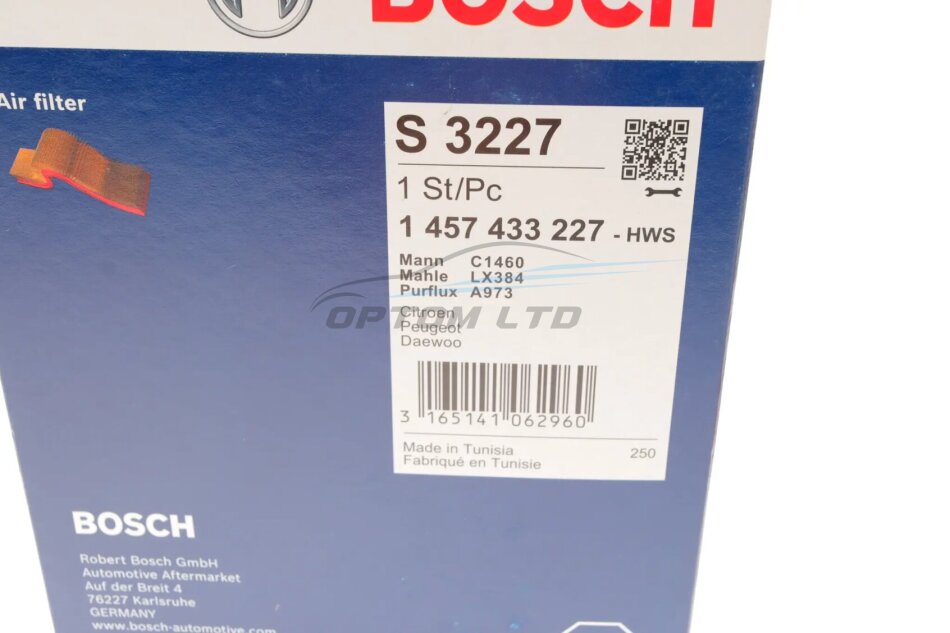 BOSCH
Air filter
S 3227
1 St/Pc
1 457 433 227 - HWS
Mann C1460
Mahle LX384
Purflux A973
Citroen
Peugeot
Daewoo
OPTOM LTD
3 165141 062960
Made in Tunisia 250
Fabriqué en Tunisie
BOSCH
Robert Bosch GmbH
Automotive Aftermarket
Auf der Breit 4
76227 Karlsruhe
GERMANY
www.bosch-automotive.com